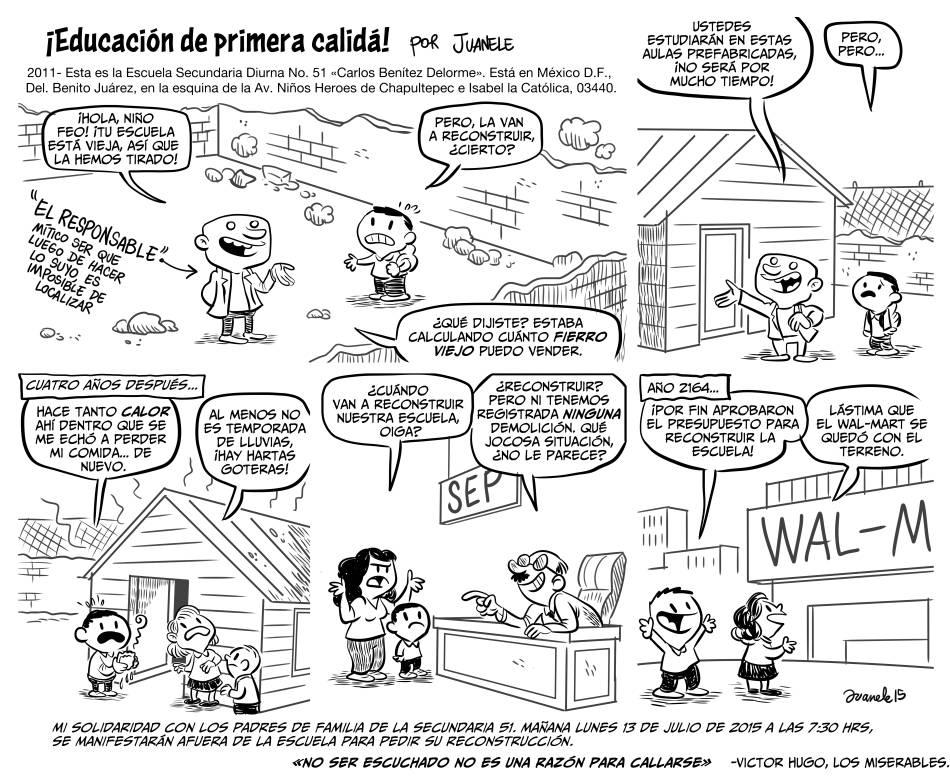 ¡Educación de primera calidá! POR JUANELE
2011- Esta es la Escuela Secundaria Diurna No. 51 «Carlos Benítez Delorme». Está en México D.F.,
Del. Benito Juárez, en la esquina de la Av. Niños Heroes de Chapultepec e Isabel la Católica, 03440.
¡HOLA, NIÑO
FEO! ¡TU ESCUELA
ESTÁ VIEJA, ASÍ QUE
LA HEMOS TIRADO!
PERO, LA VAN
A RECONSTRUIR,
¿CIERTO?
"EL RESPONSABLE"
MÍTICO SER QUE
LUEGO DE HACER
LO SUYO ES
IMPOSIBLE DE
LOCALIZAR
¿QUÉ DIJISTE? ESTABA
CALCULANDO CUÁNTO FIERRO
VIEJO PUEDO VENDER.
USTEDES
ESTUDIARÁN EN ESTAS
AULAS PREFABRICADAS,
¡NO SERÁ POR
MUCHO TIEMPO!
PERO,
PERO...
CUATRO AÑOS DESPUÉS...
HACE TANTO CALOR
AHÍ DENTRO QUE SE
ME ECHÓ A PERDER
MI COMIDA... DE
NUEVO.
AL MENOS NO
ES TEMPORADA
DE LLUVIAS,
¡HAY HARTAS
GOTERAS!
¿CUÁNDO
VAN A RECONSTRUIR
NUESTRA ESCUELA,
OIGA?
¿RECONSTRUIR?
PERO NI TENEMOS
REGISTRADA NINGUNA
DEMOLICIÓN. QUÉ
JOCOSA SITUACIÓN,
¿NO LE PARECE?
SEP
AÑO 2164...
¡POR FIN APROBARON
EL PRESUPUESTO PARA
RECONSTRUIR LA
ESCUELA!
LÁSTIMA QUE
EL WAL-MART SE
QUEDÓ CON EL
TERRENO.
WAL-M
Juanele 15
MI SOLIDARIDAD CON LOS PADRES DE FAMILIA DE LA SECUNDARIA 51. MAÑANA LUNES 13 DE JULIO DE 2015 A LAS 7:30 HRS,
SE MANIFESTARÁN AFUERA DE LA ESCUELA PARA PEDIR SU RECONSTRUCCIÓN.
«NO SER ESCUCHADO NO ES UNA RAZÓN PARA CALLARSE» -VICTOR HUGO, LOS MISERABLES.